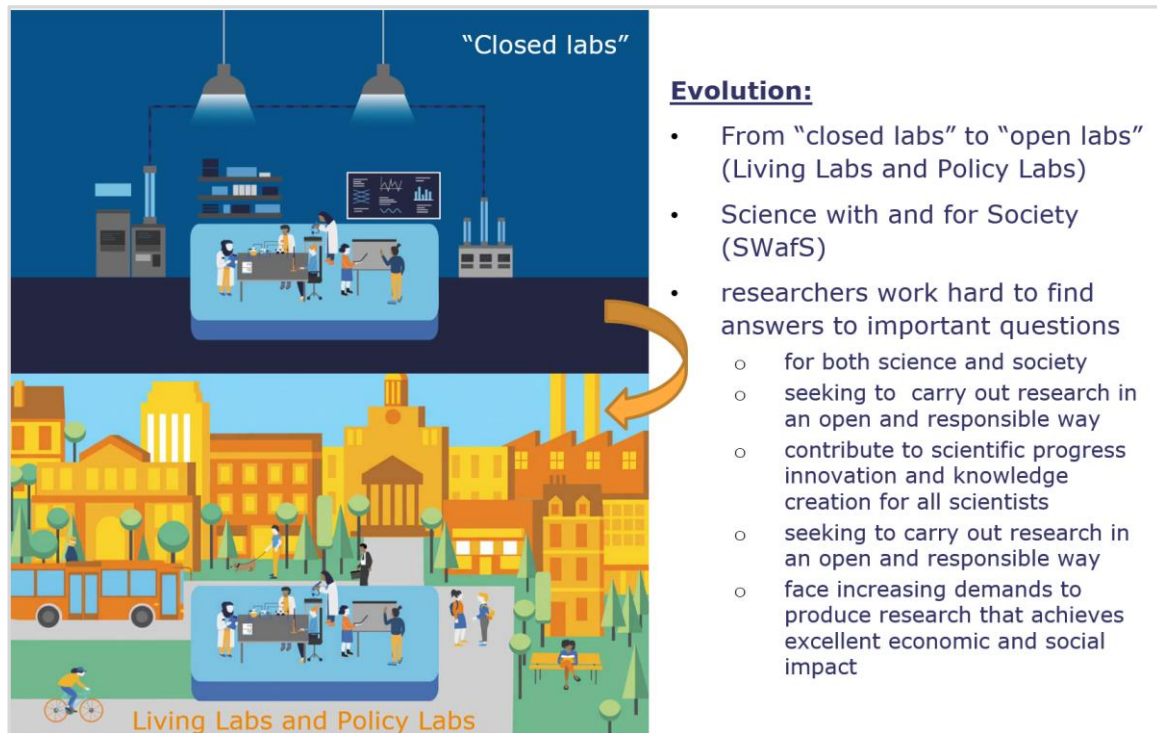 “Closed labs”
Living Labs and Policy Labs
Evolution:
• From “closed labs” to “open labs”
(Living Labs and Policy Labs)
• Science with and for Society
(SWafS)
• researchers work hard to find
answers to important questions
o for both science and society
o seeking to  carry out research in
an open and responsible way
o contribute to scientific progress
innovation and knowledge
creation for all scientists
o seeking to carry out research in
an open and responsible way
o face increasing demands to
produce research that achieves
excellent economic and social
impact